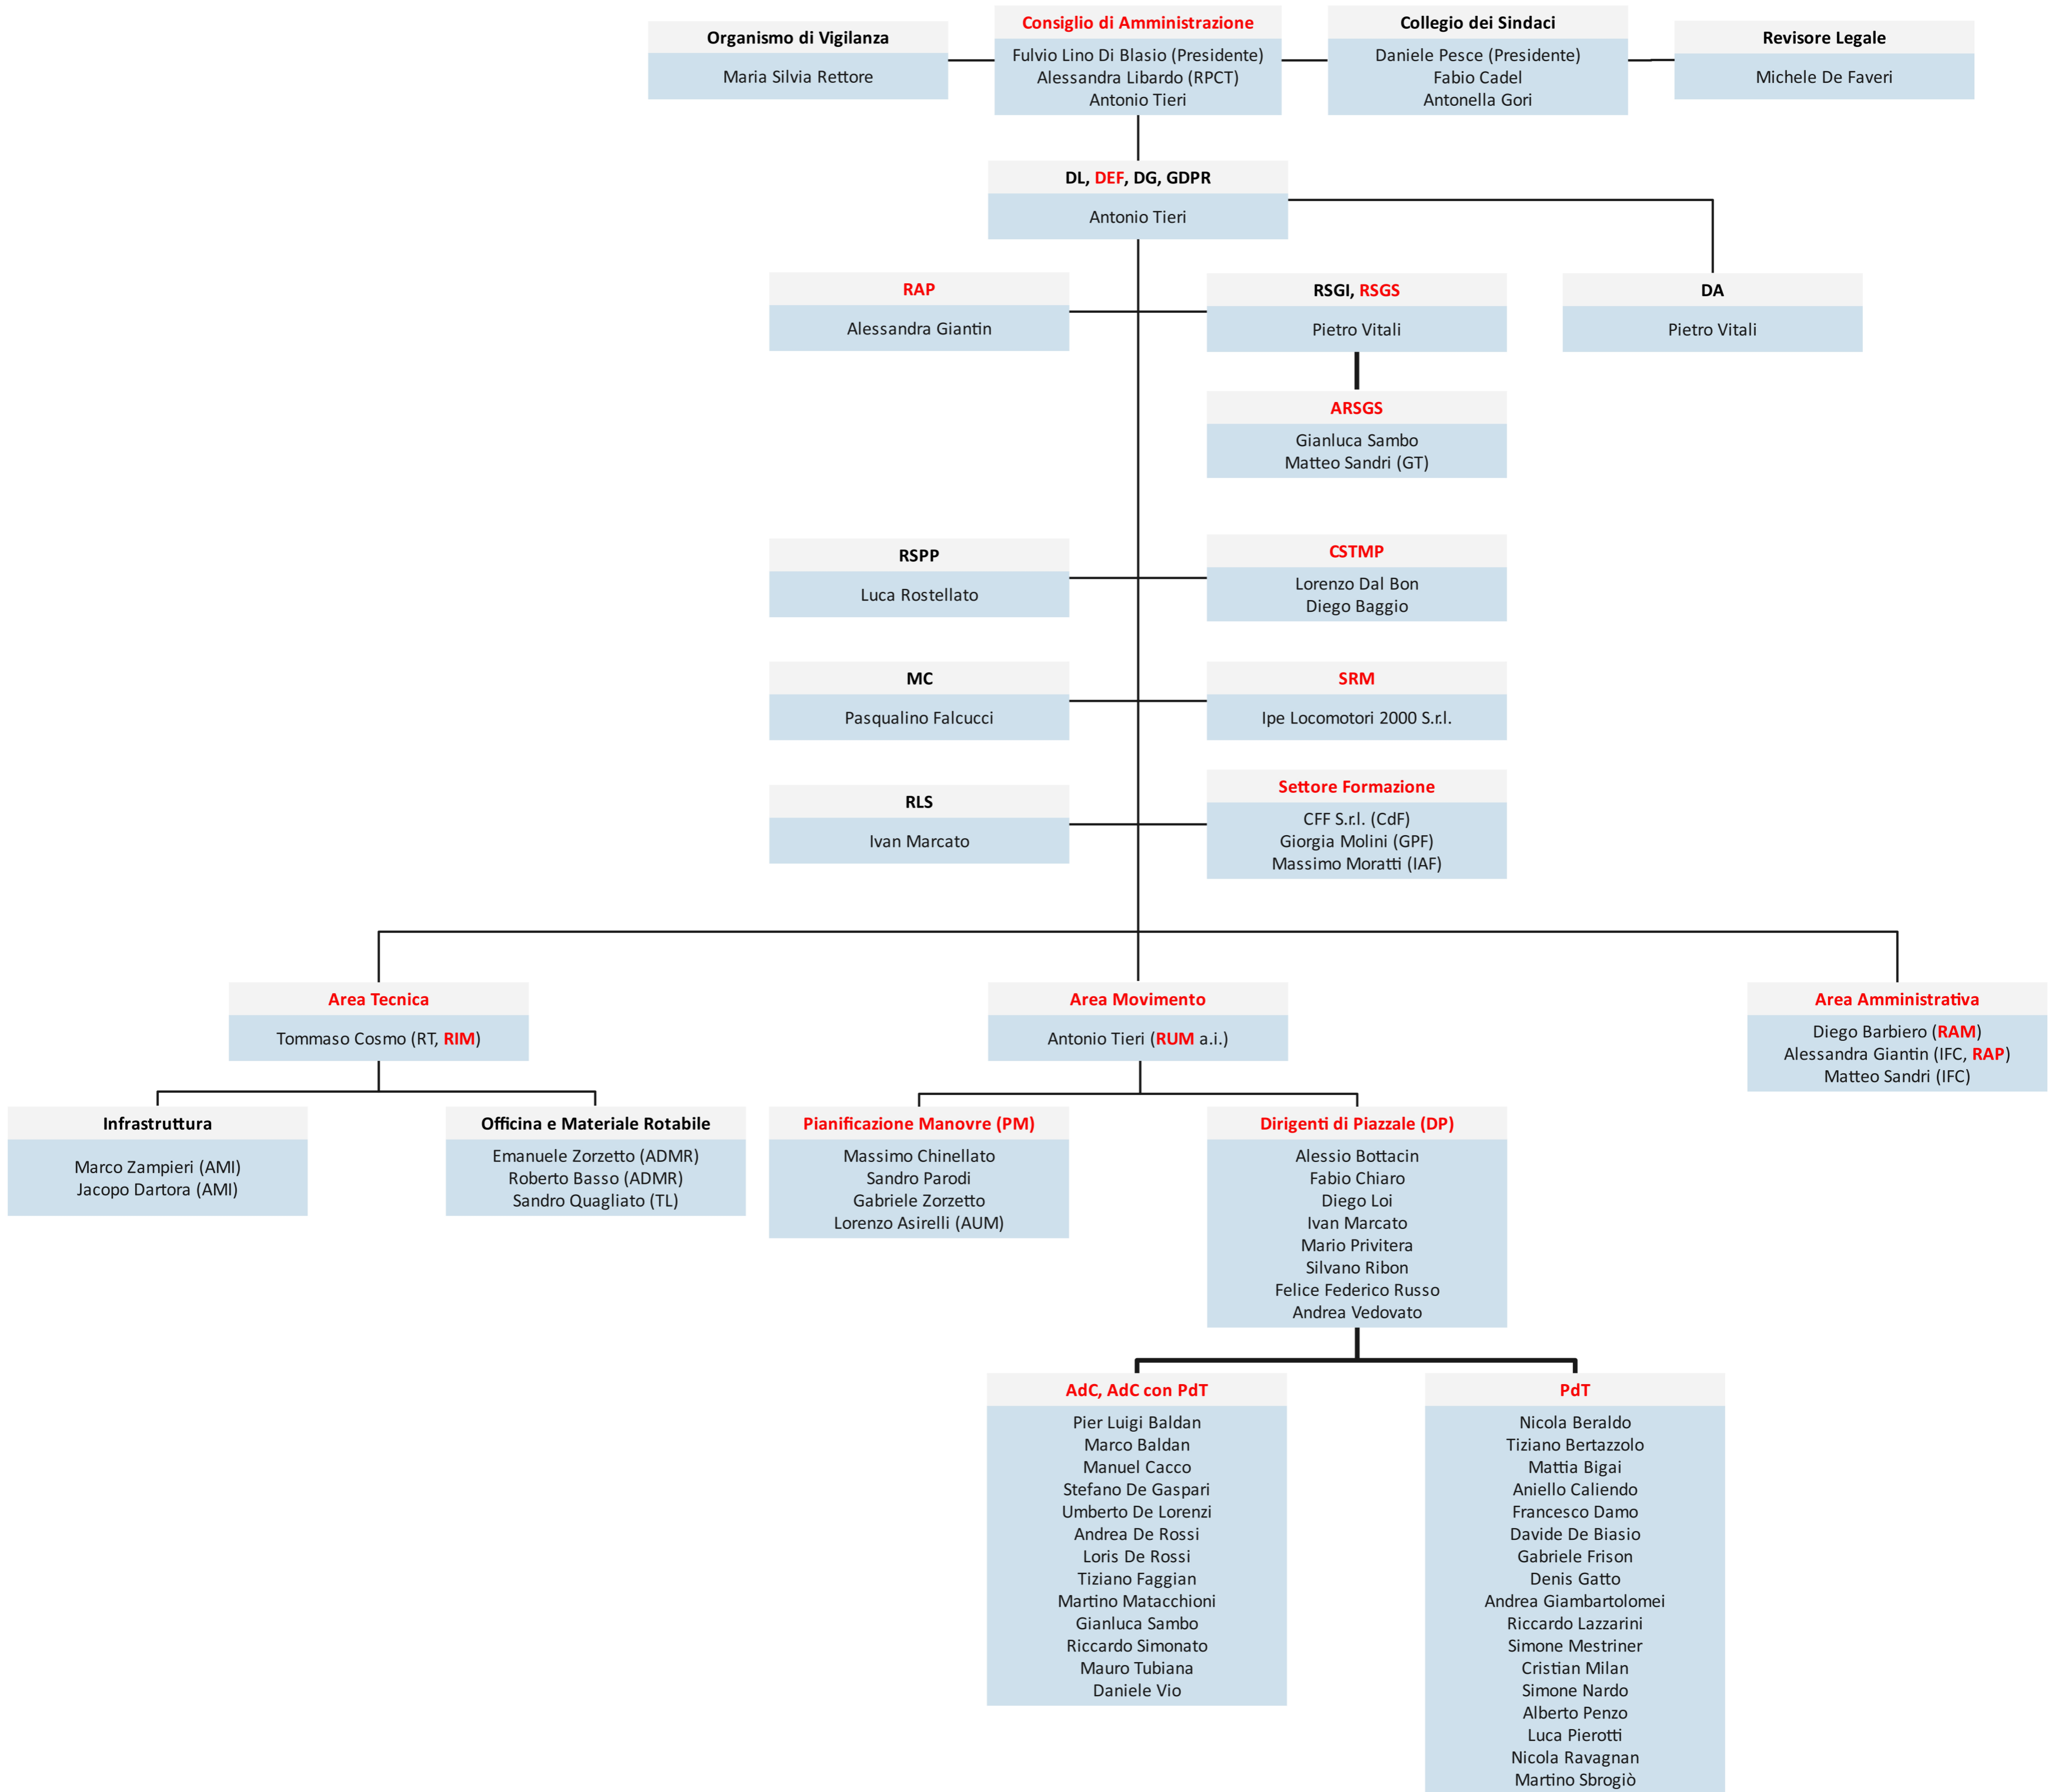 Organismo di Vigilanza
Maria Silvia Rettore
Consiglio di Amministrazione
Fulvio Lino Di Blasio (Presidente)
Alessandra Libardo (RPCT)
Antonio Tieri
Collegio dei Sindaci
Daniele Pesce (Presidente)
Fabio Cadel
Antonella Gori
Revisore Legale
Michele De Faveri
DL, DEF, DG, GDPR
Antonio Tieri
RAP
Alessandra Giantin
RSGI, RSGS
Pietro Vitali
DA
Pietro Vitali
ARSGS
Gianluca Sambo
Matteo Sandri (GT)
RSPP
Luca Rostellato
CSTMP
Lorenzo Dal Bon
Diego Baggio
MC
Pasqualino Falcucci
SRM
Ipe Locomotori 2000 S.r.l.
RLS
Ivan Marcato
Settore Formazione
CFF S.r.l. (CdF)
Giorgia Molini (GPF)
Massimo Moratti (IAF)
Area Tecnica
Tommaso Cosmo (RT, RIM)
Area Movimento
Antonio Tieri (RUM a.i.)
Area Amministrativa
Diego Barbiero (RAM)
Alessandra Giantin (IFC, RAP)
Matteo Sandri (IFC)
Infrastruttura
Marco Zampieri (AMI)
Jacopo Dartora (AMI)
Officina e Materiale Rotabile
Emanuele Zorzetto (ADMR)
Roberto Basso (ADMR)
Sandro Quagliato (TL)
Pianificazione Manovre (PM)
Massimo Chinellato
Sandro Parodi
Gabriele Zorzetto
Lorenzo Asirelli (AUM)
Dirigenti di Piazzale (DP)
Alessio Bottacin
Fabio Chiaro
Diego Loi
Ivan Marcato
Mario Privitera
Silvano Ribon
Felice Federico Russo
Andrea Vedovato
AdC, AdC con PdT
Pier Luigi Baldan
Marco Baldan
Manuel Cacco
Stefano De Gaspari
Umberto De Lorenzi
Andrea De Rossi
Loris De Rossi
Tiziano Faggian
Martino Matacchioni
Gianluca Sambo
Riccardo Simonato
Mauro Tubiana
Daniele Vio
PdT
Nicola Beraldo
Tiziano Bertazzolo
Mattia Bigai
Aniello Caliendo
Francesco Damo
Davide De Biasio
Gabriele Frison
Denis Gatto
Andrea Giambartolomei
Riccardo Lazzarini
Simone Mestriner
Cristian Milan
Simone Nardo
Alberto Penzo
Luca Pierotti
Nicola Ravagnan
Martino Sbrogiò